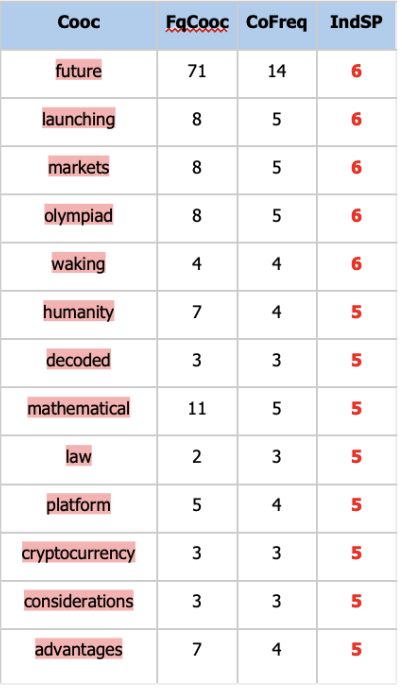 Cooc FqCooc CoFreq IndSP
future 71 14 6
launching 8 5 6
markets 8 5 6
olympiad 8 5 6
waking 4 4 6
humanity 7 4 5
decoded 3 3 5
mathematical 11 5 5
law 2 3 5
platform 5 4 5
cryptocurrency 3 3 5
considerations 3 3 5
advantages 7 4 5